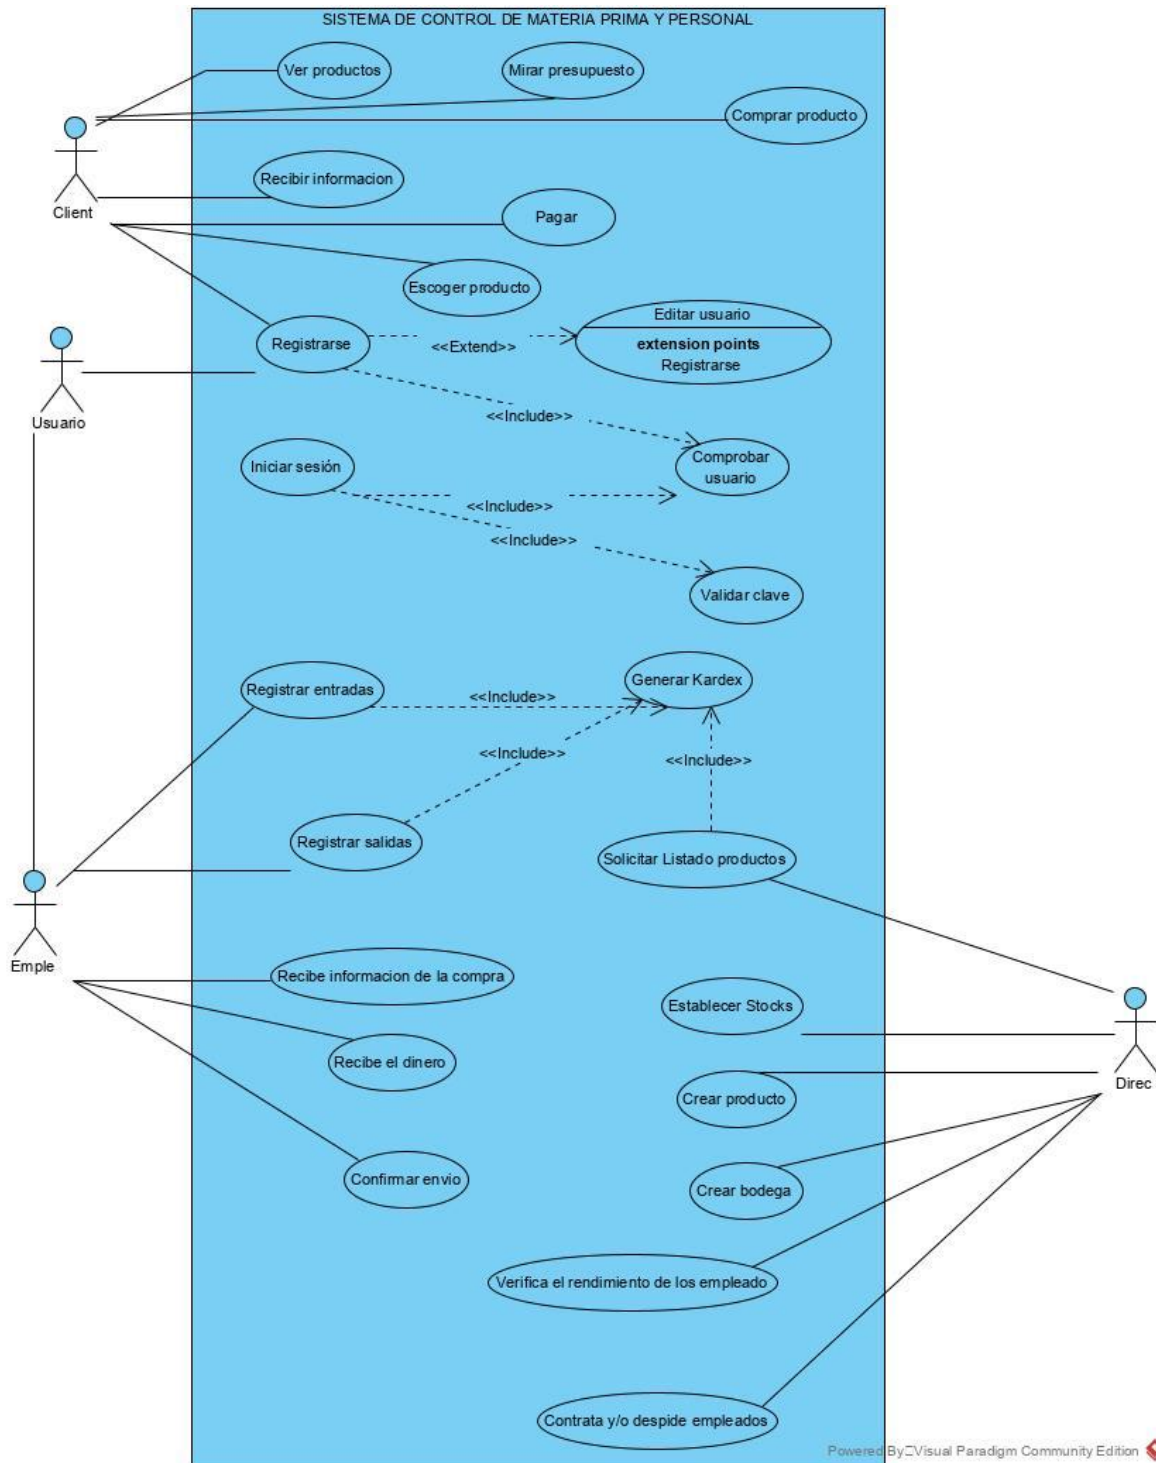 SISTEMA DE CONTROL DE MATERIA PRIMA Y PERSONAL
Ver productos
Mirar presupuesto
Comprar producto
Client
Recibir informacion
Pagar
Escoger producto
Usuario
Registrarse
<<Extend>>
Editar usuario
extension points
Registrarse
<<Include>>
Iniciar sesión
Comprobar
usuario
<<Include>>
<<Include>>
Validar clave
Registrar entradas
<<Include>>
Generar Kardex
<<Include>>
<<Include>>
Registrar salidas
Solicitar Listado productos
Emple
Recibe informacion de la compra
Establecer Stocks
Recibe el dinero
Crear producto
Direc
Confirmar envio
Crear bodega
Verifica el rendimiento de los empleado
Contrata y/o despide empleados
Powered By Visual Paradigm Community Edition